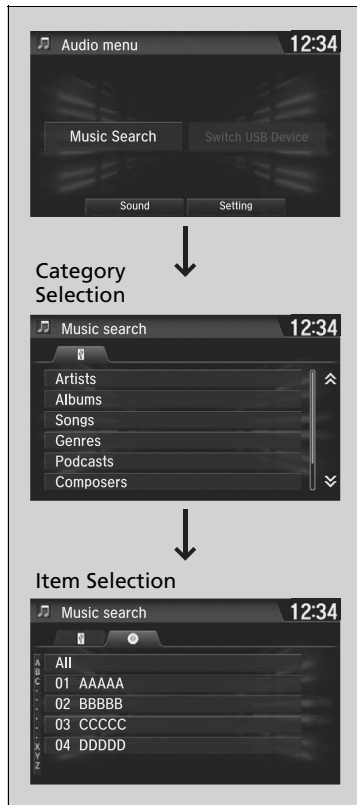 Audio menu 12:34
Music Search Switch USB Device
Sound Setting
Category
Selection
Music search 12:34
Artists
Albums
Songs
Genres
Podcasts
Composers
Item Selection
Music search 12:34
A
B
C
All
01 AAAAA
02 BBBBB
03 CCCCC
04 DDDDD
X
Y
Z